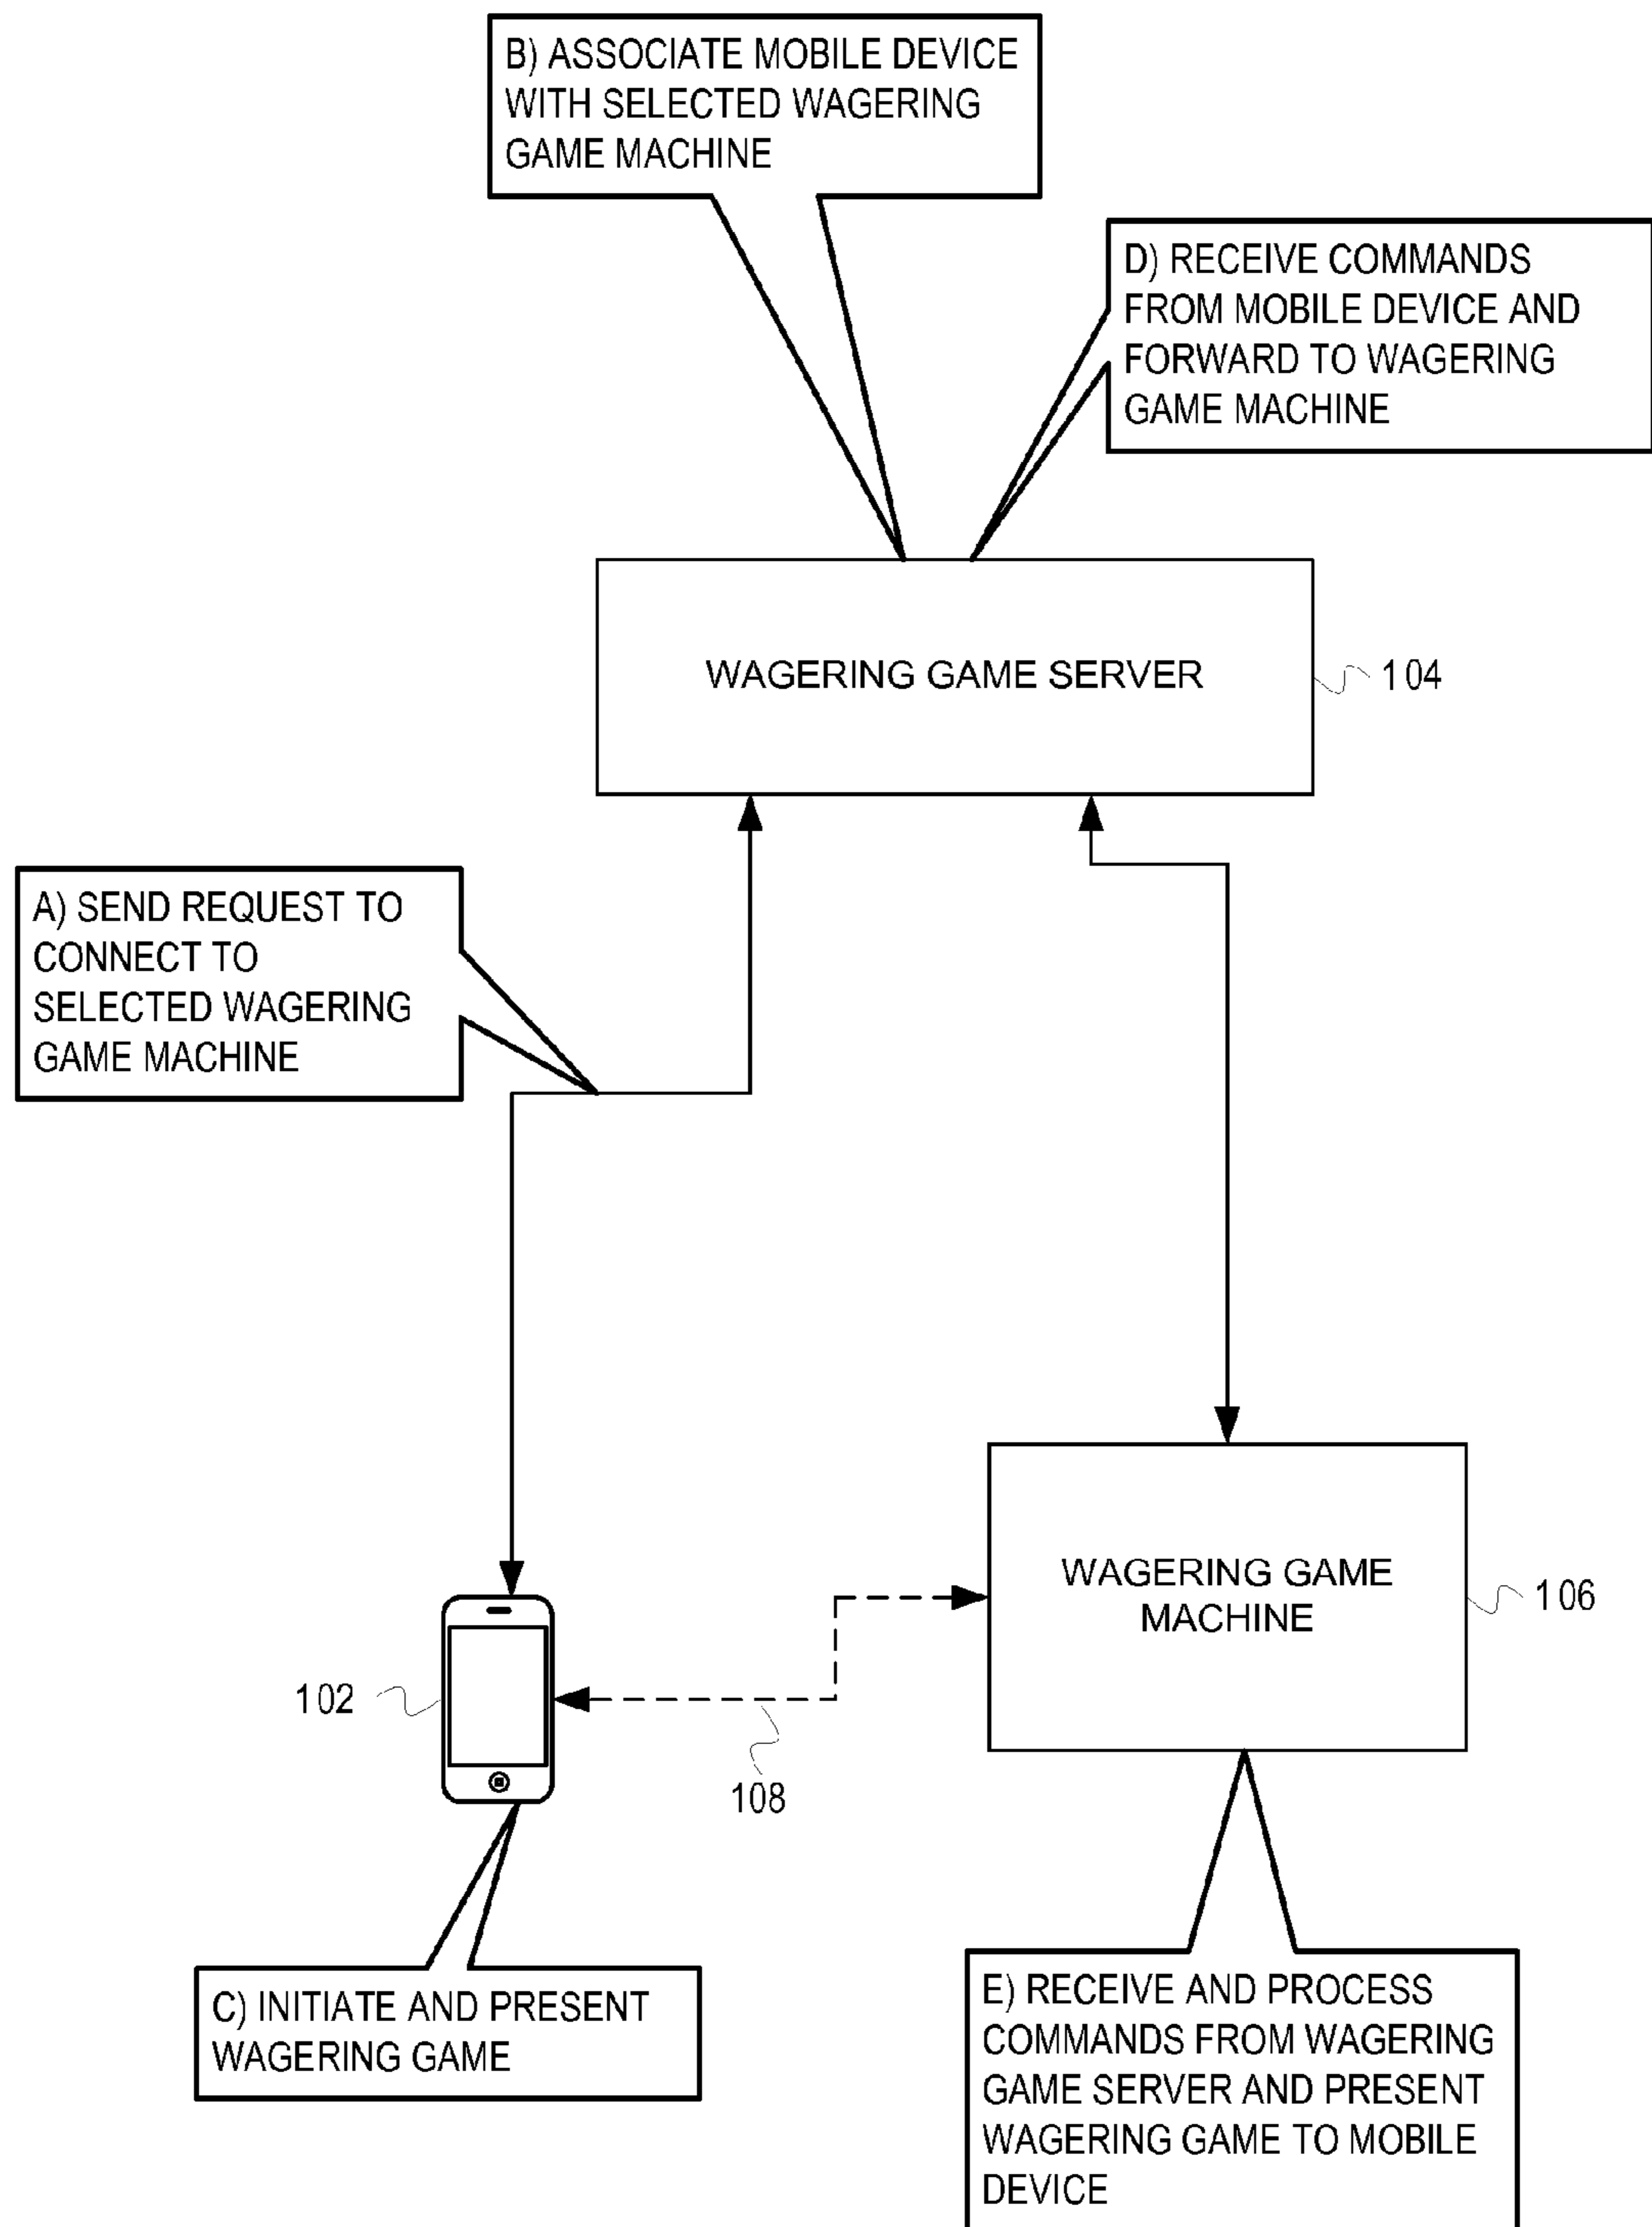 B) ASSOCIATE MOBILE DEVICE
WITH SELECTED WAGERING
GAME MACHINE
D) RECEIVE COMMANDS
FROM MOBILE DEVICE AND
FORWARD TO WAGERING
GAME MACHINE
WAGERING GAME SERVER
104
A) SEND REQUEST TO
CONNECT TO
SELECTED WAGERING
GAME MACHINE
WAGERING GAME
MACHINE
106
102
108
C) INITIATE AND PRESENT
WAGERING GAME
E) RECEIVE AND PROCESS
COMMANDS FROM WAGERING
GAME SERVER AND PRESENT
WAGERING GAME TO MOBILE
DEVICE